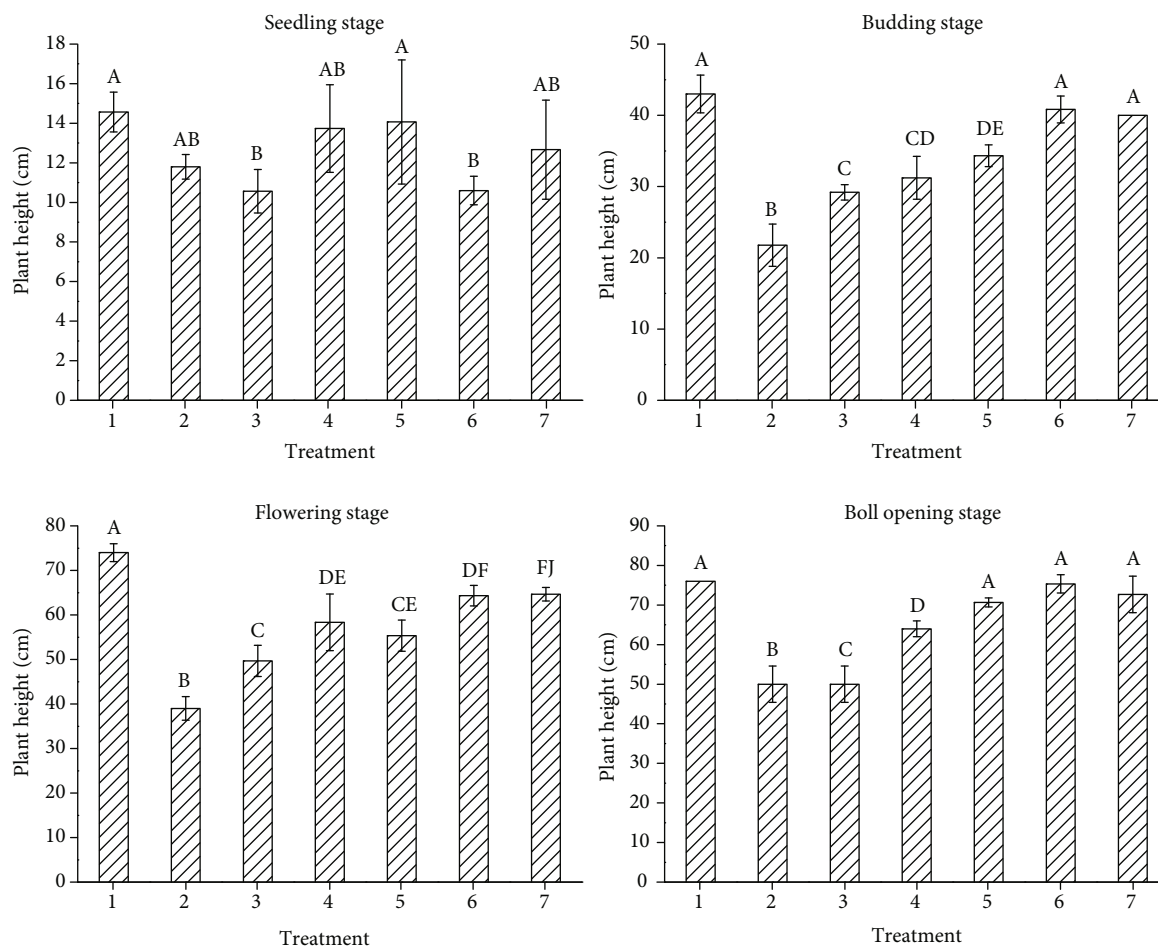 Seedling stage
18
16
14
12
10
8
6
4
2
0
Plant height (cm)
A
AB
B
AB
A
B
AB
1 2 3 4 5 6 7
Treatment
Budding stage
50
40
30
20
10
0
Plant height (cm)
A
B
C
CD
DE
A
A
1 2 3 4 5 6 7
Treatment
Flowering stage
80
70
60
50
40
30
20
10
0
Plant height (cm)
A
B
C
DE
CE
DF
FJ
1 2 3 4 5 6 7
Treatment
Boll opening stage
90
80
70
60
50
40
30
20
10
0
Plant height (cm)
A
B
C
D
A
A
A
1 2 3 4 5 6 7
Treatment